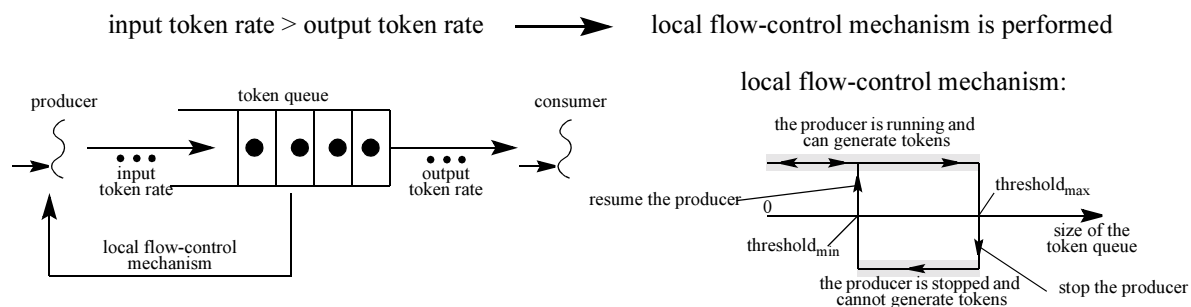 input token rate > output token rate
local flow-control mechanism is performed
producer
token queue
consumer
input
token rate
output
token rate
local flow-control
mechanism
local flow-control mechanism:
the producer is running and
can generate tokens
resume the producer
0
threshold_max
threshold_min
size of the
token queue
the producer is stopped and
cannot generate tokens
stop the producer